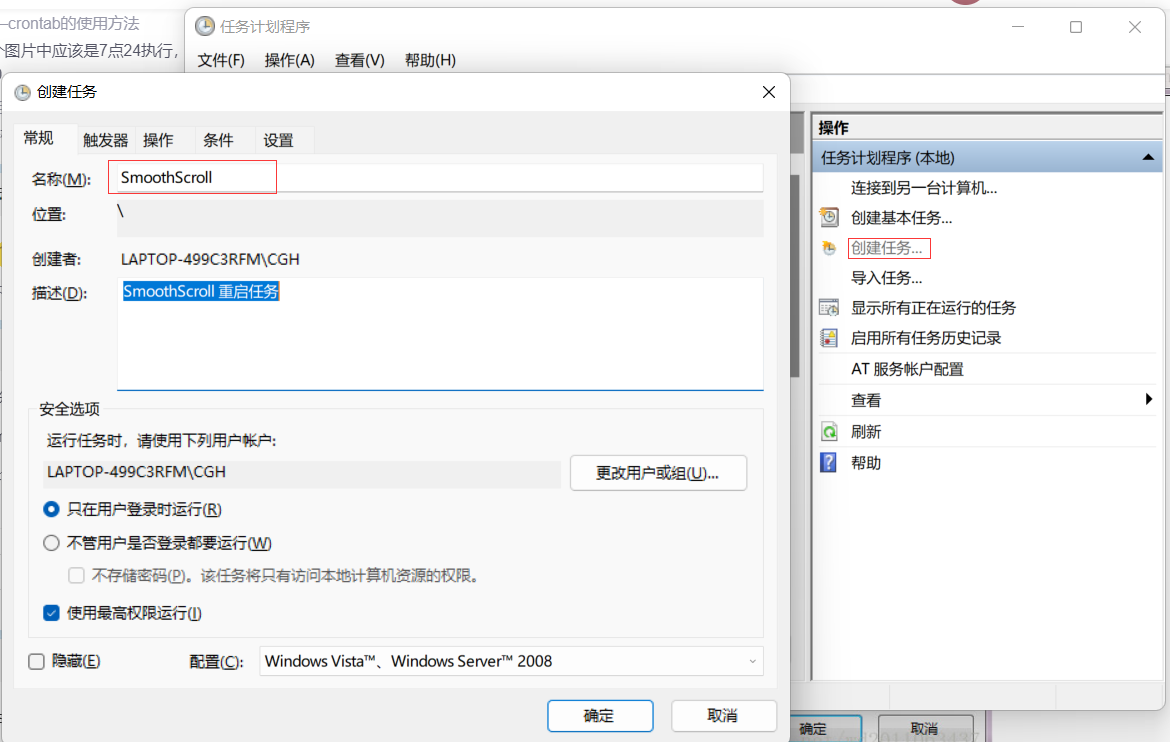 —crontab的使用方法
个图片中应该是7点24执行，
任务计划程序
文件(F) 操作(A) 查看(V) 帮助(H)
创建任务
常规 触发器 操作 条件 设置
名称(M): SmoothScroll
位置: \
创建者: LAPTOP-499C3RFM\CGH
描述(D): SmoothScroll 重启任务
安全选项
运行任务时，请使用下列用户帐户:
LAPTOP-499C3RFM\CGH
更改用户或组(U)...
只在用户登录时运行(R)
不管用户是否登录都要运行(W)
不存储密码(P)。该任务将只有访问本地计算机资源的权限。
使用最高权限运行(I)
隐藏(E)
配置(C): Windows Vista™、Windows Server™ 2008
确定 取消
操作
任务计划程序 (本地)
连接到另一台计算机...
创建基本任务...
创建任务...
导入任务...
显示所有正在运行的任务
启用所有任务历史记录
AT 服务帐户配置
查看
刷新
帮助
确定 取消